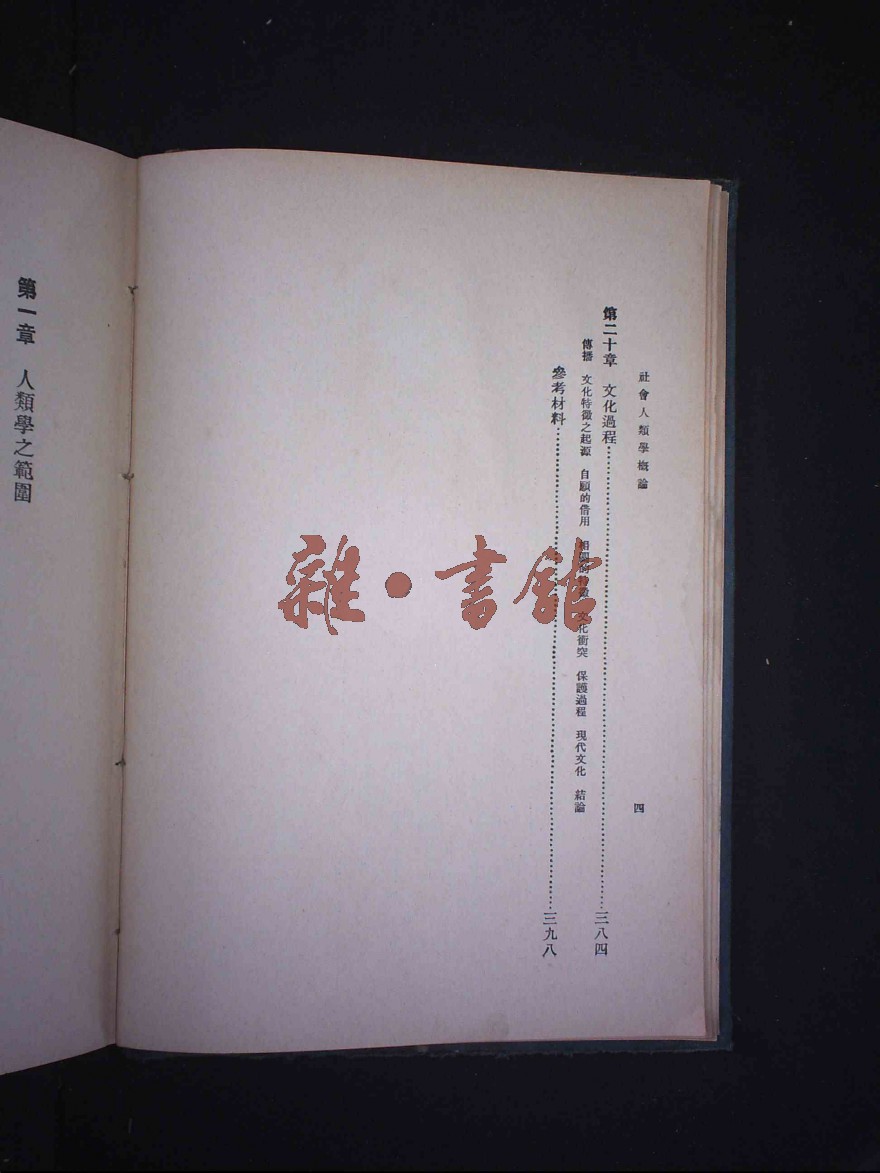 社會人類學概論
四
第二十章 文化過程……三八四
傳播 文化特徵之起源 自願的借用 文化衝突 保護過程 現代文化 結論
參考材料……三九八
第一章 人類學之範圍
雜·書館